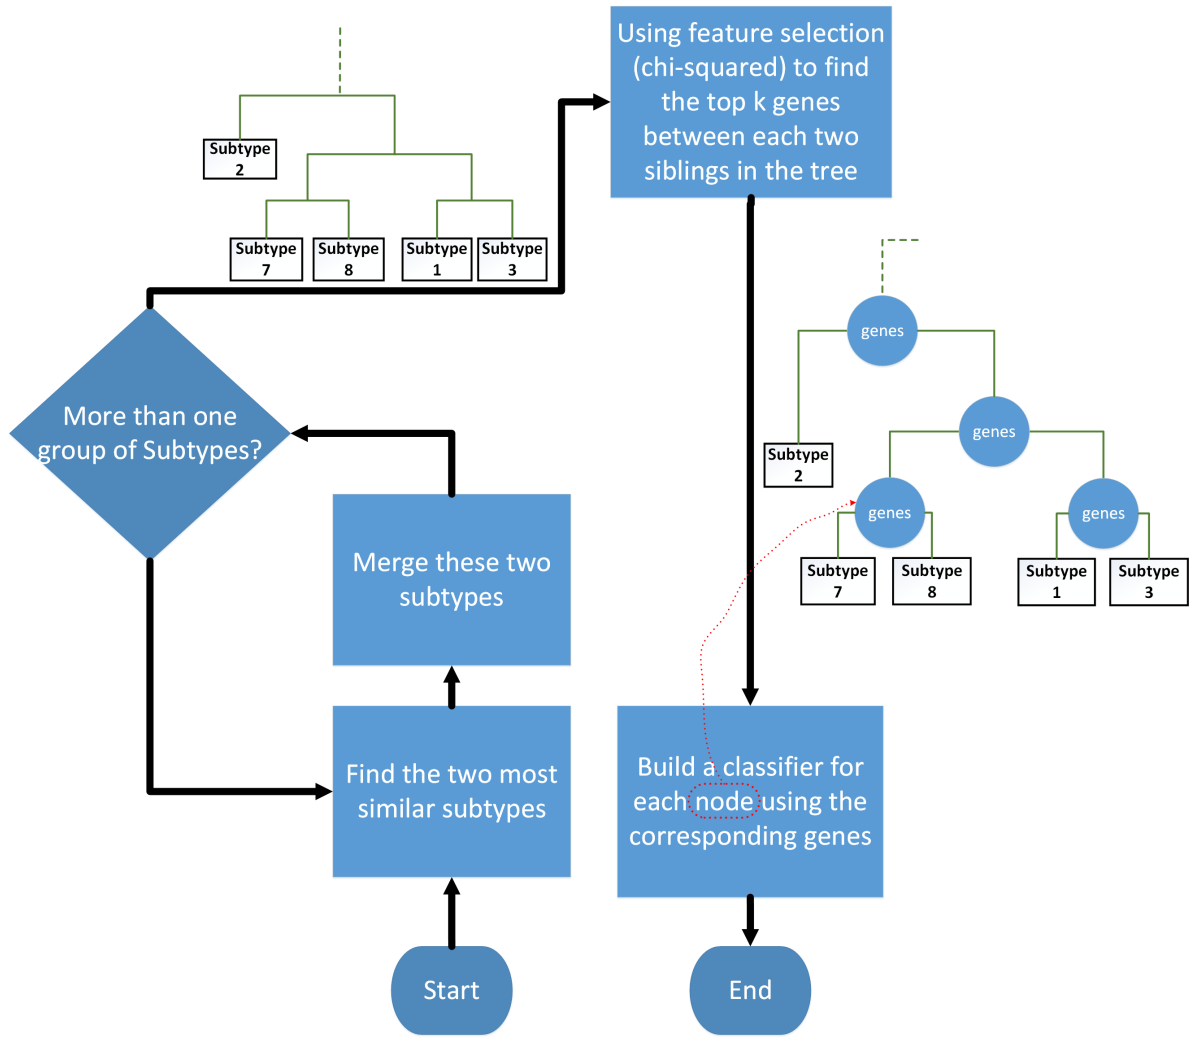 Using feature selection
(chi-squared) to find
the top k genes
between each two
siblings in the tree
Subtype
2
Subtype
7
Subtype
8
Subtype
1
Subtype
3
genes
genes
Subtype
2
genes
genes
Subtype
7
Subtype
8
Subtype
1
Subtype
3
More than one
group of Subtypes?
Merge these two
subtypes
Find the two most
similar subtypes
Build a classifier for
each node using the
corresponding genes
Start
End